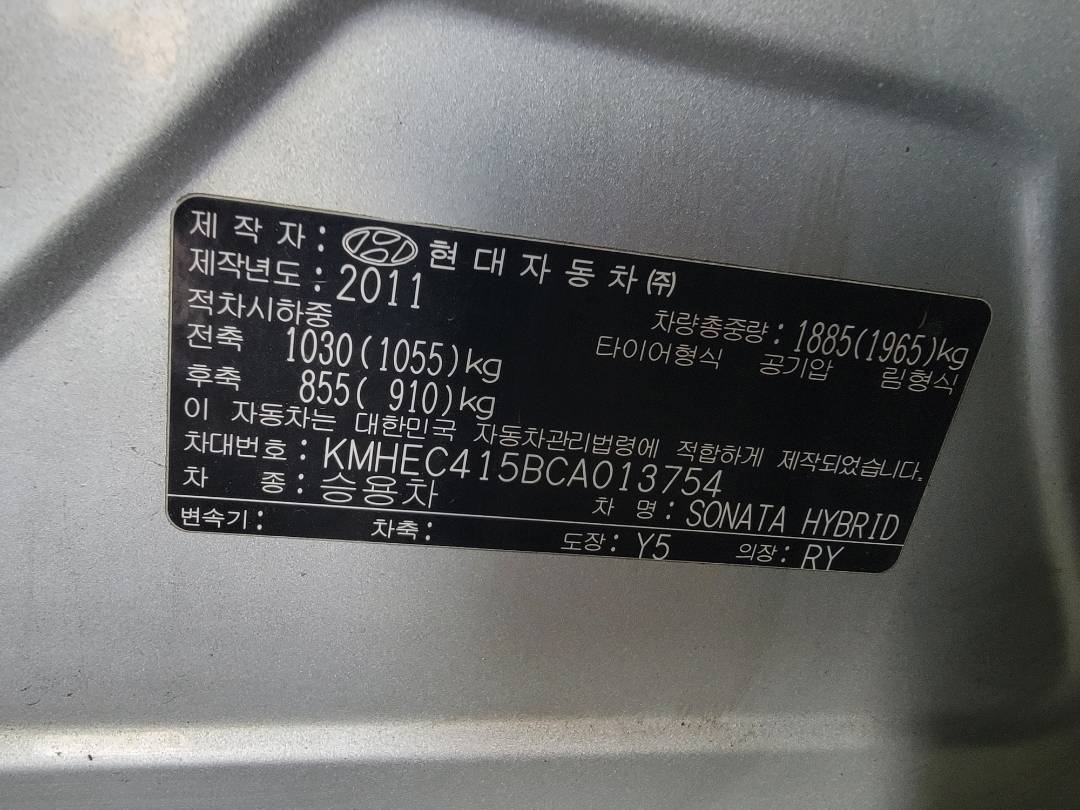 제 작 자 : 현대자동차㈜
제작년도 : 2011
적차시하중 차량총중량 : 1885(1965)kg
전축 1030(1055)kg 타이어형식 공기압 림형식
후축 855( 910)kg
이 자동차는 대한민국 자동차관리법령에 적합하게 제작되었습니다.
차대번호 : KMHEC415BCA013754
차 종 : 승용차 차 명 : SONATA HYBRID
변속기 : 차축 : 도장 : Y5 의장 : RY